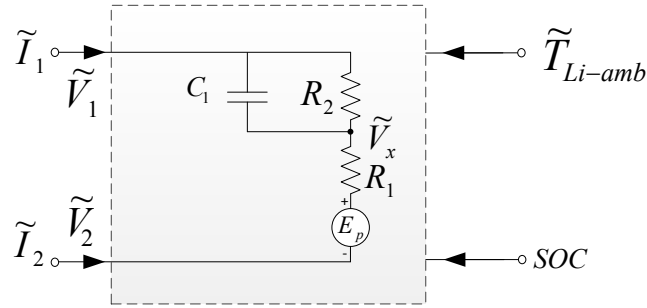 Ĩ₁
Ṽ₁
C₁
R₂
T̃Li−amb
Ṽx
R₁
+
Eₚ
-
Ĩ₂
Ṽ₂
SOC